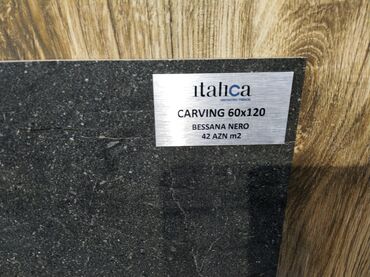 italica
CARVING 60x120
BESSANA NERO
42 AZN m2